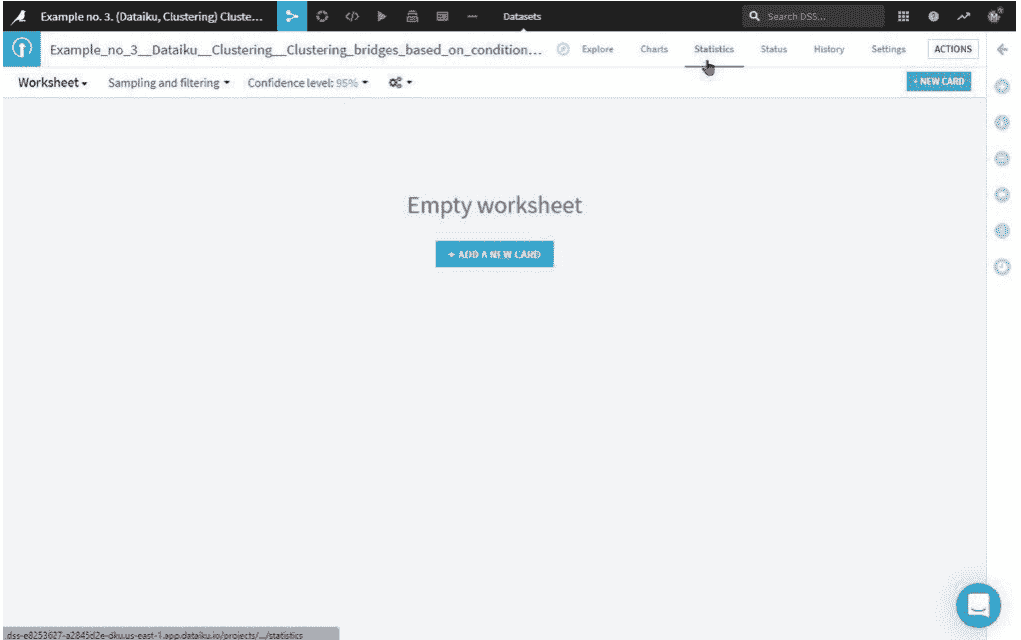 Example no. 3. (Dataiku, Clustering) Cluste... </> Datasets Search DSS...
Example_no_3__Dataiku__Clustering__Clustering_bridges_based_on_condition... Explore Charts Statistics Status History Settings ACTIONS
Worksheet Sampling and filtering Confidence level: 95% + NEW CARD
Empty worksheet
+ ADD A NEW CARD
dss-e8253627-a2845d2e-dku.us-east-1.app.dataiku.io/projects/.../statistics